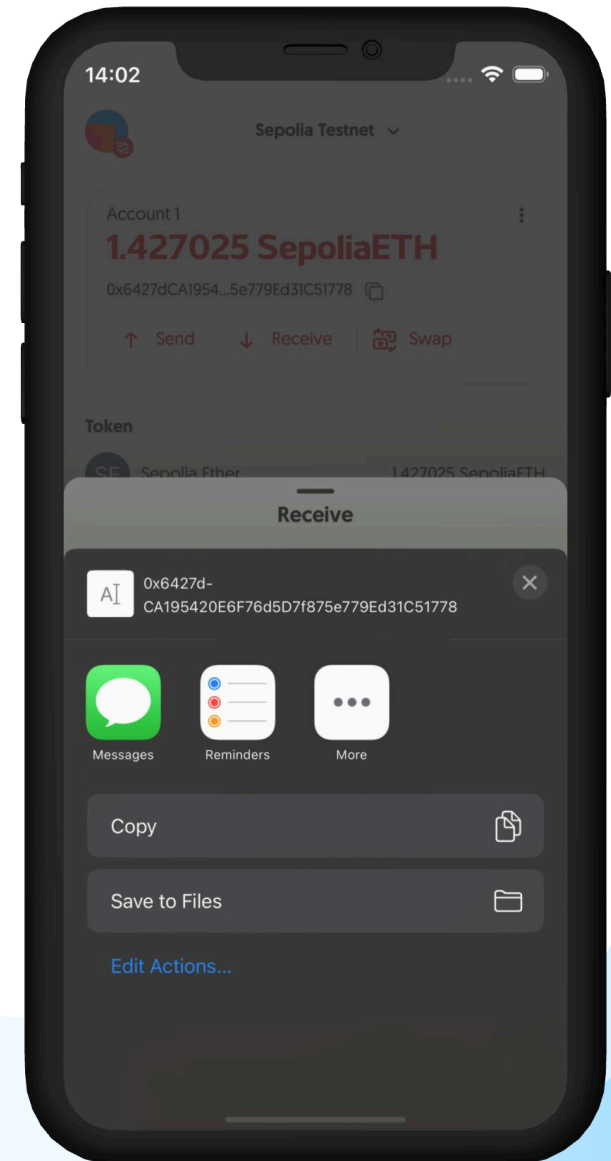 14:02
Sepolia Testnet
Account 1
1.427025 SepoliaETH
0x6427dCA1954...5e779Ed31C51778
Send Receive Swap
Token
SE Sepolia Ether 1.427025 SepoliaETH
Receive
A 0x6427d-
CA195420E6F76d5D7f875e779Ed31C51778
Messages Reminders More
Copy
Save to Files
Edit Actions...